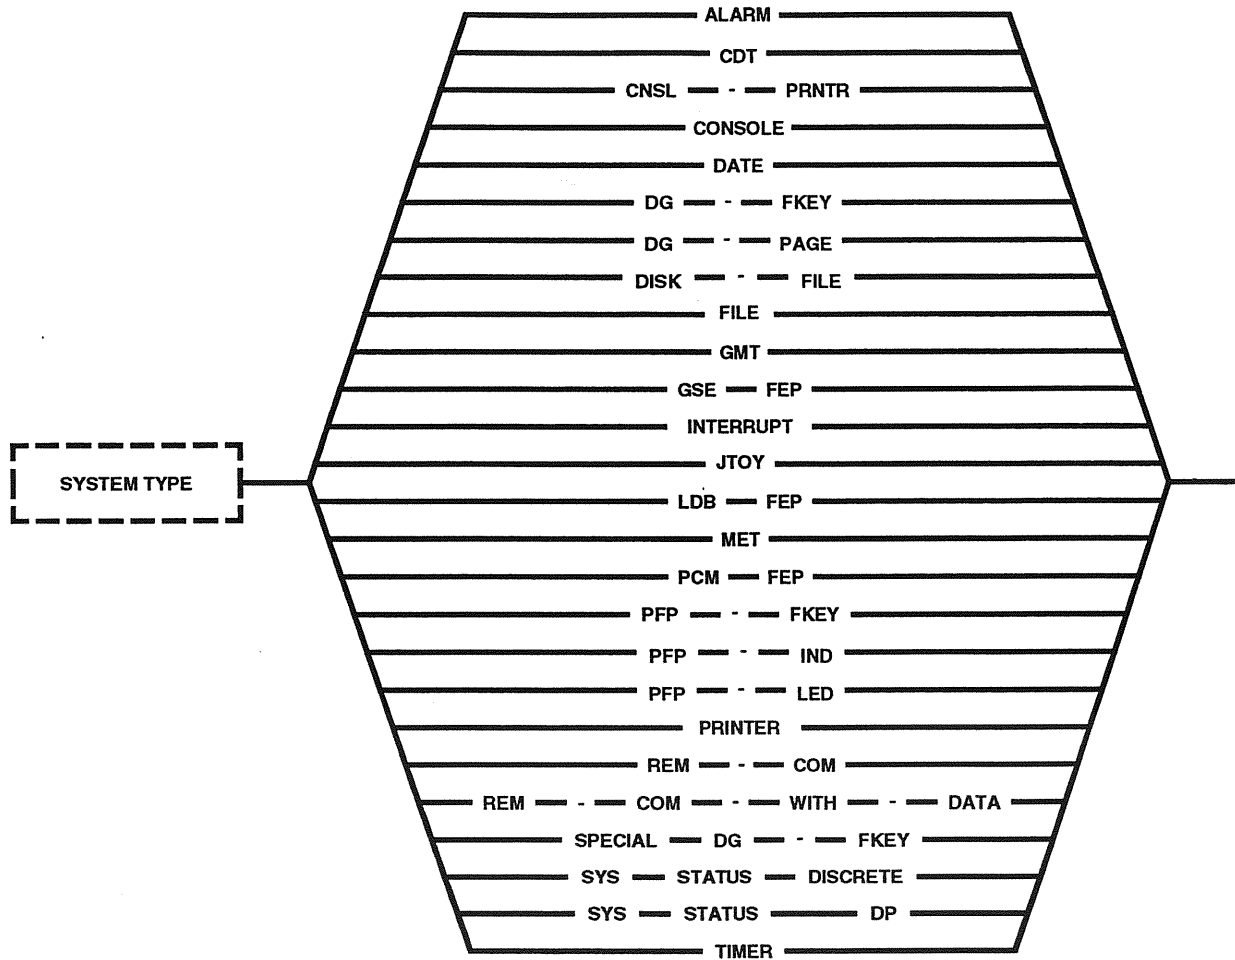 ALARM
CDT
CNSL - PRNTR
CONSOLE
DATE
DG - FKEY
DG - PAGE
DISK - FILE
FILE
GMT
GSE FEP
INTERRUPT
JTOY
SYSTEM TYPE
LDB FEP
MET
PCM FEP
PFP - FKEY
PFP - IND
PFP - LED
PRINTER
REM - COM
REM - COM - WITH - DATA
SPECIAL DG - FKEY
SYS STATUS DISCRETE
SYS STATUS DP
TIMER